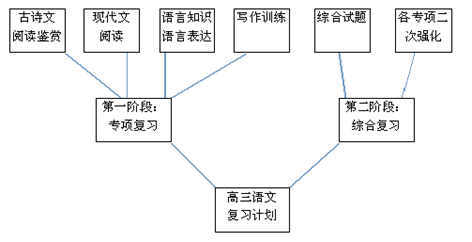 古诗文
阅读鉴赏
现代文
阅读
语言知识
语言表达
写作训练
综合试题
各专项二
次强化
第一阶段：
专项复习
第二阶段：
综合复习
高三语文
复习计划